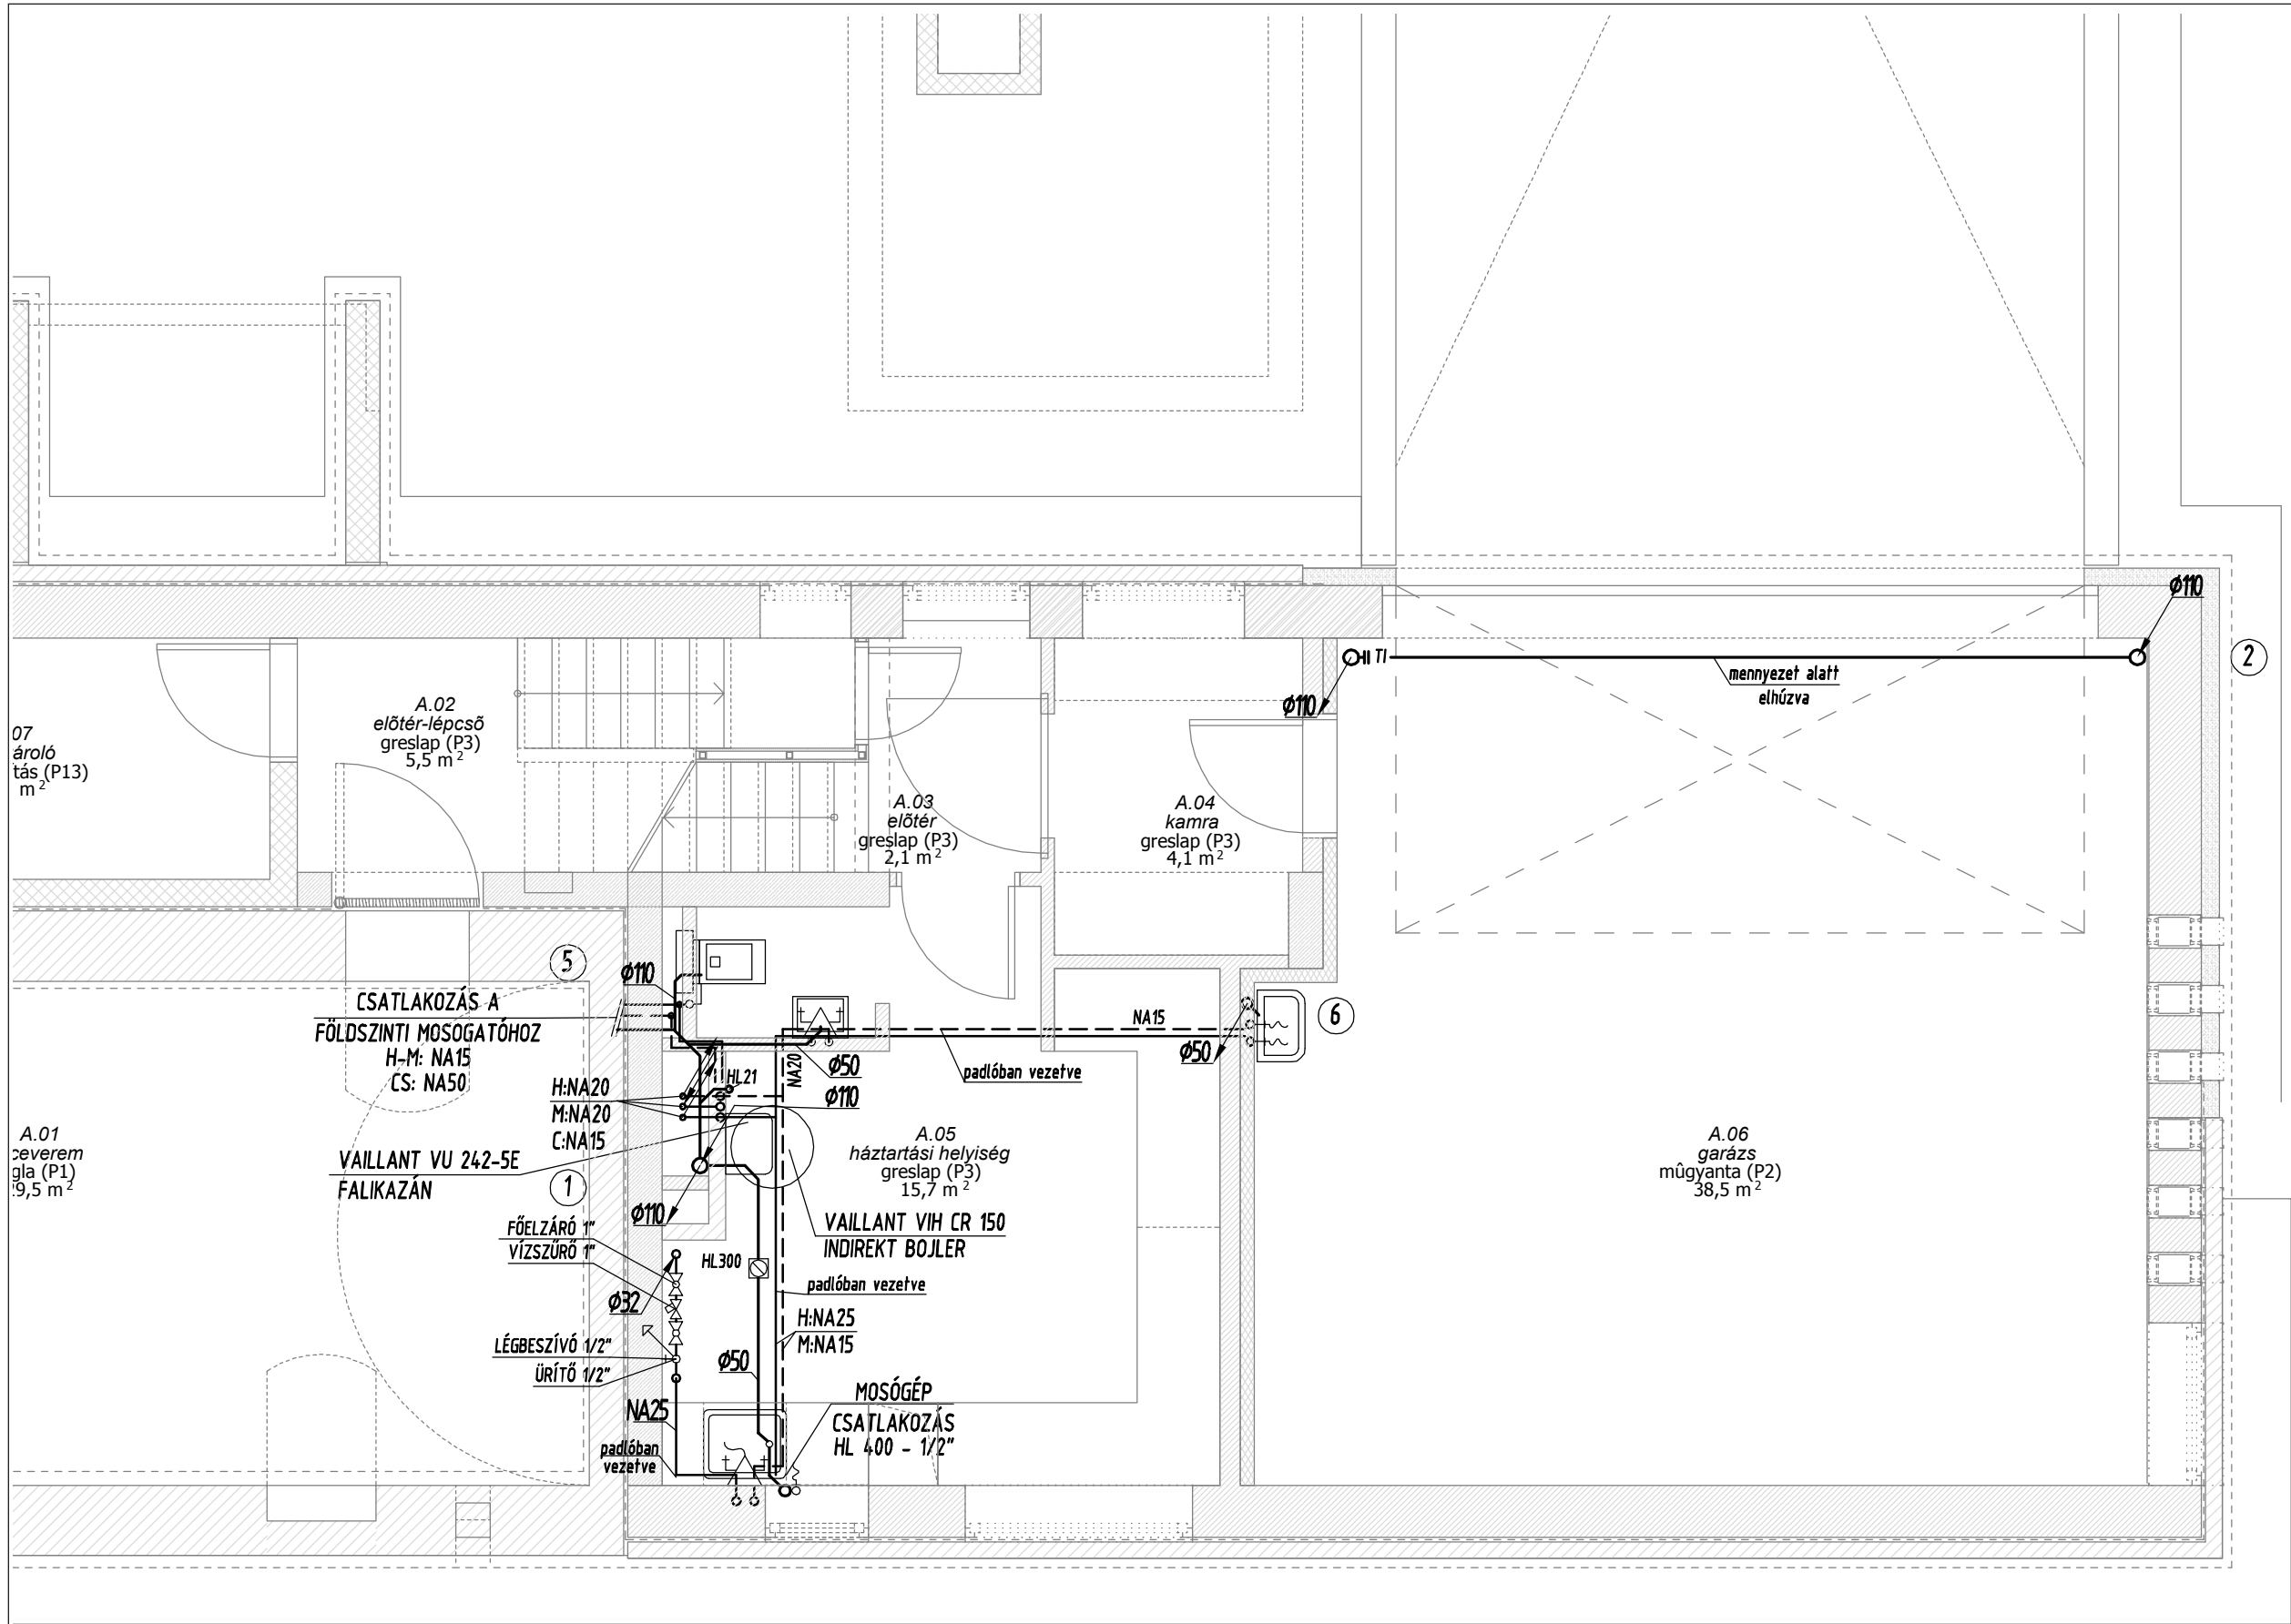 ø110
2
TI
mennyezet alatt
elhúzva
ø110
A.02
elõtér-lépcsõ
greslap (P3)
5,5 m²
07
ároló
tás (P13)
m²
A.03
elõtér
greslap (P3)
2,1 m²
A.04
kamra
greslap (P3)
4,1 m²
5
ø110
CSATLAKOZÁS A
FÖLDSZINTI MOSOGATÓHOZ
H-M: NA15
CS: NA50
NA15
6
ø50
padlóban vezetve
NA20
ø50
ø110
HL21
H:NA20
M:NA20
C:NA15
A.01
ceverem
gla (P1)
9,5 m²
VAILLANT VU 242-5E
FALIKAZÁN
1
A.05
háztartási helyiség
greslap (P3)
15,7 m²
A.06
garázs
mûgyanta (P2)
38,5 m²
ø110
VAILLANT VIH CR 150
INDIREKT BOJLER
FŐELZÁRÓ 1"
VÍZSZŰRŐ 1"
HL300
padlóban vezetve
ø32
H:NA25
M:NA15
LÉGBESZÍVÓ 1/2"
ÜRÍTŐ 1/2"
ø50
MOSÓGÉP
CSATLAKOZÁS
HL 400 - 1/2"
NA25
padlóban
vezetve